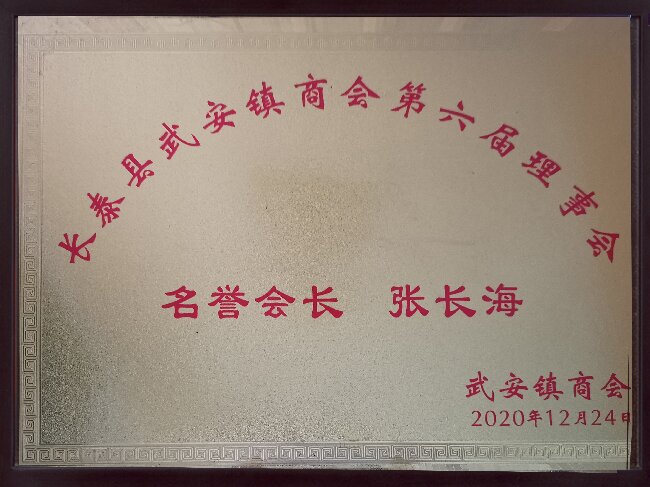 长泰县武安镇商会第六届理事会
名誉会长 张长海
武安镇商会
2020年12月24日